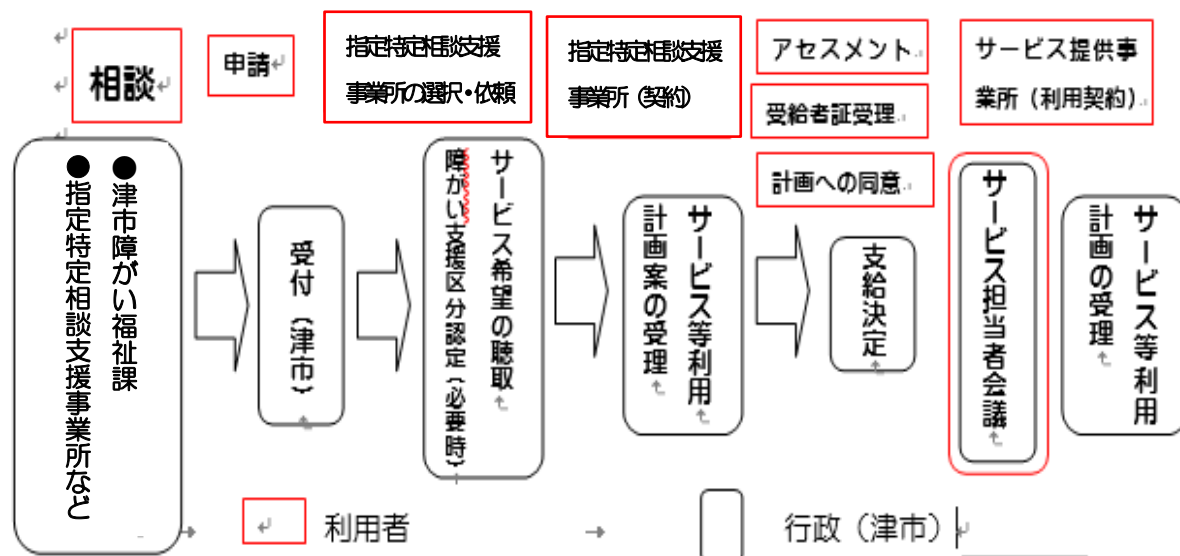 相談
申請
指定特定相談支援
事業所の選択・依頼
指定特定相談支援
事業所（契約）
アセスメント
受給者証受理
計画への同意
サービス提供事
業所（利用契約）
●津市障がい福祉課
●指定特定相談支援事業所など
受付（津市）
サービス希望の聴取
障がい支援区分認定（必要時）
サービス等利用
計画案の受理
支給決定
サービス担当者会議
サービス等利用
計画の受理
利用者
行政（津市）